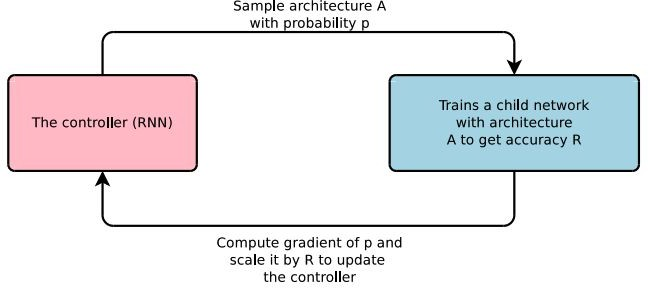 Sample architecture A
with probability p
The controller (RNN)
Trains a child network
with architecture
A to get accuracy R
Compute gradient of p and
scale it by R to update
the controller